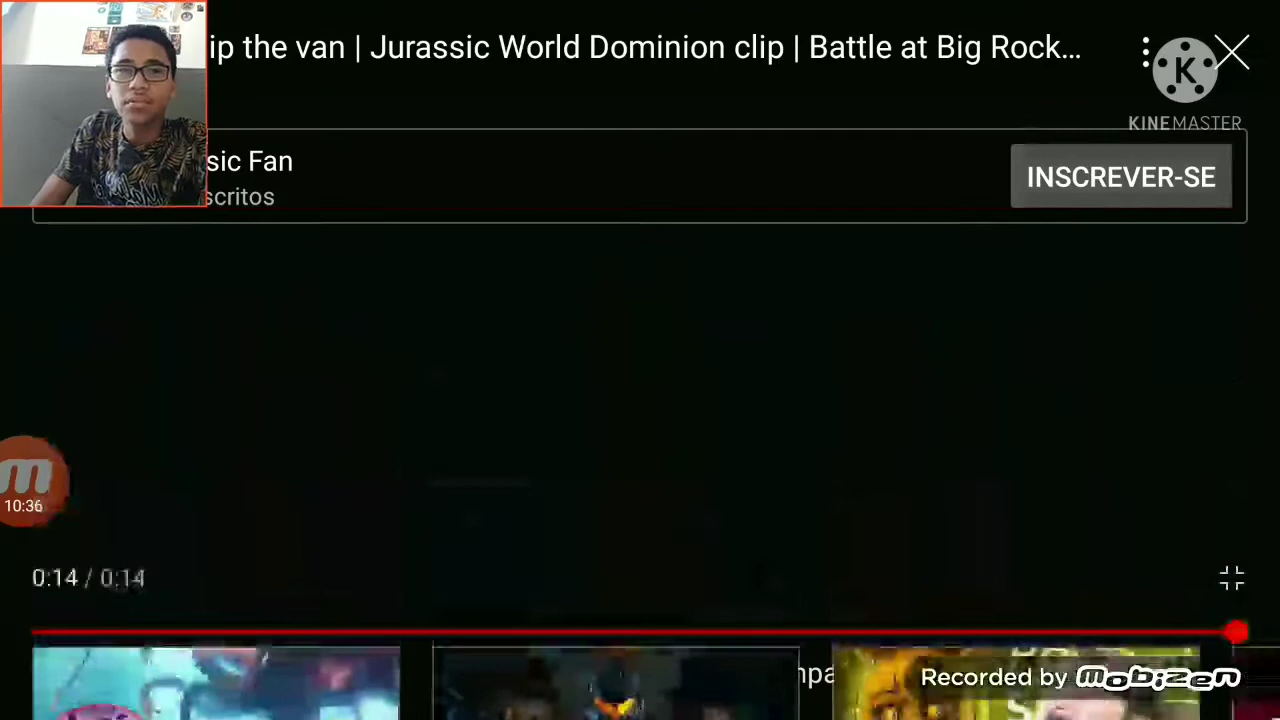 ip the van | Jurassic World Dominion clip | Battle at Big Rock...
K
KINEMASTER
sic Fan
scritos
INSCREVER-SE
m
10:36
0:14 / 0:14
mpa
Recorded by mobizen